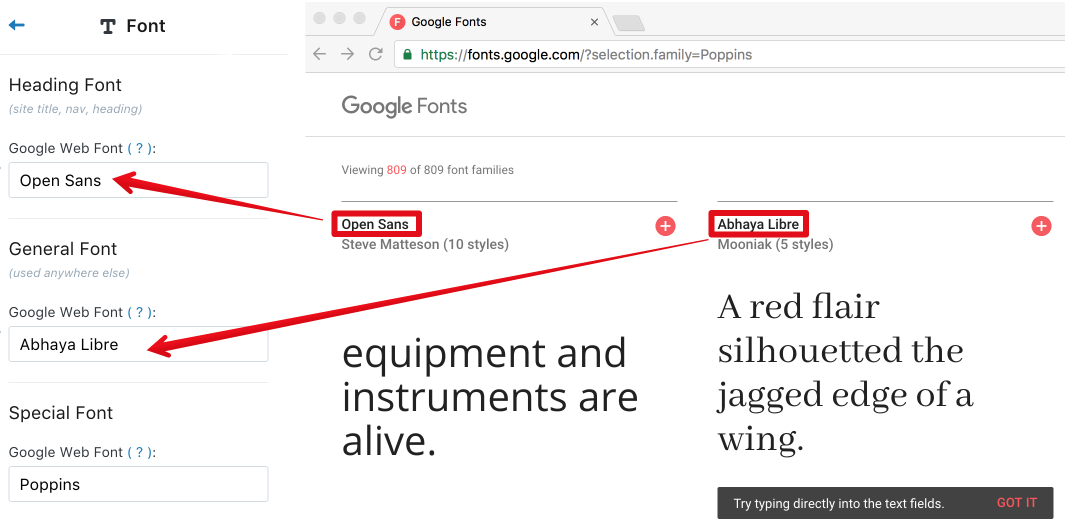 Font
Heading Font
(site title, nav, heading)
Google Web Font ( ? ):
Open Sans
General Font
(used anywhere else)
Google Web Font ( ? ):
Abhaya Libre
Special Font
Google Web Font ( ? ):
Poppins
F Google Fonts
https://fonts.google.com/?selection.family=Poppins
Google Fonts
Viewing 809 of 809 font families
Open Sans
Steve Matteson (10 styles)
equipment and
instruments are
alive.
Abhaya Libre
Mooniak (5 styles)
A red flair
silhouetted the
jagged edge of a
wing.
Try typing directly into the text fields. GOT IT